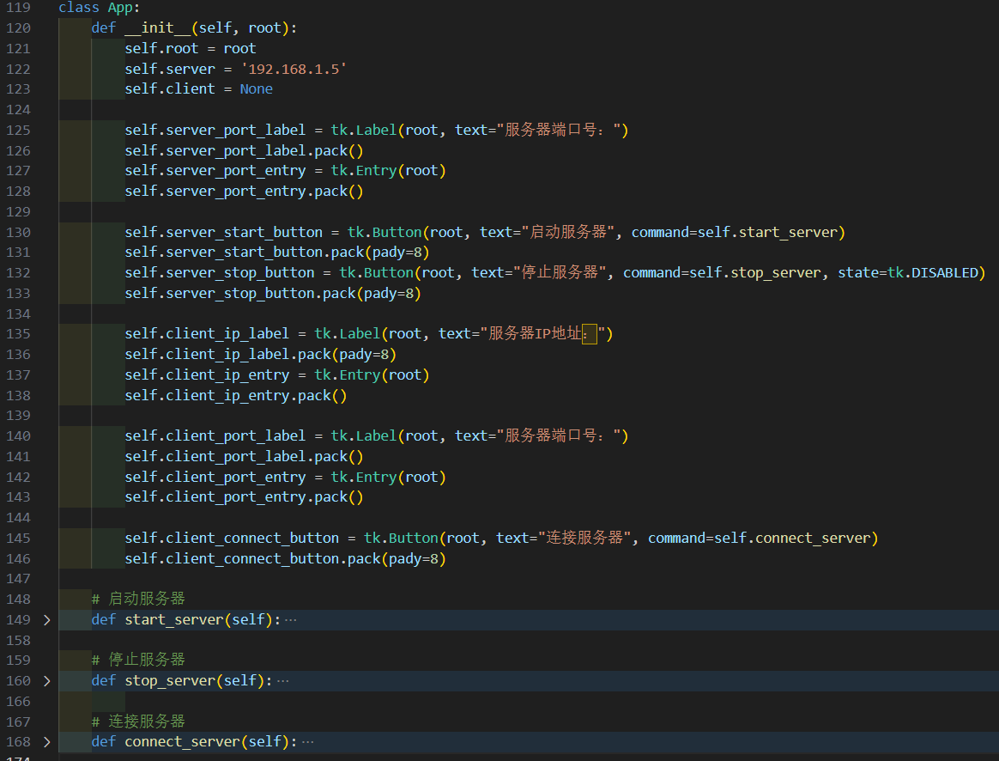 119 class App:
120     def __init__(self, root):
121         self.root = root
122         self.server = '192.168.1.5'
123         self.client = None
124
125         self.server_port_label = tk.Label(root, text="服务器端口号：")
126         self.server_port_label.pack()
127         self.server_port_entry = tk.Entry(root)
128         self.server_port_entry.pack()
129
130         self.server_start_button = tk.Button(root, text="启动服务器", command=self.start_server)
131         self.server_start_button.pack(pady=8)
132         self.server_stop_button = tk.Button(root, text="停止服务器", command=self.stop_server, state=tk.DISABLED)
133         self.server_stop_button.pack(pady=8)
134
135         self.client_ip_label = tk.Label(root, text="服务器IP地址：")
136         self.client_ip_label.pack(pady=8)
137         self.client_ip_entry = tk.Entry(root)
138         self.client_ip_entry.pack()
139
140         self.client_port_label = tk.Label(root, text="服务器端口号：")
141         self.client_port_label.pack()
142         self.client_port_entry = tk.Entry(root)
143         self.client_port_entry.pack()
144
145         self.client_connect_button = tk.Button(root, text="连接服务器", command=self.connect_server)
146         self.client_connect_button.pack(pady=8)
147
148     # 启动服务器
149     def start_server(self):···
158
159     # 停止服务器
160     def stop_server(self):···
166
167     # 连接服务器
168     def connect_server(self):···